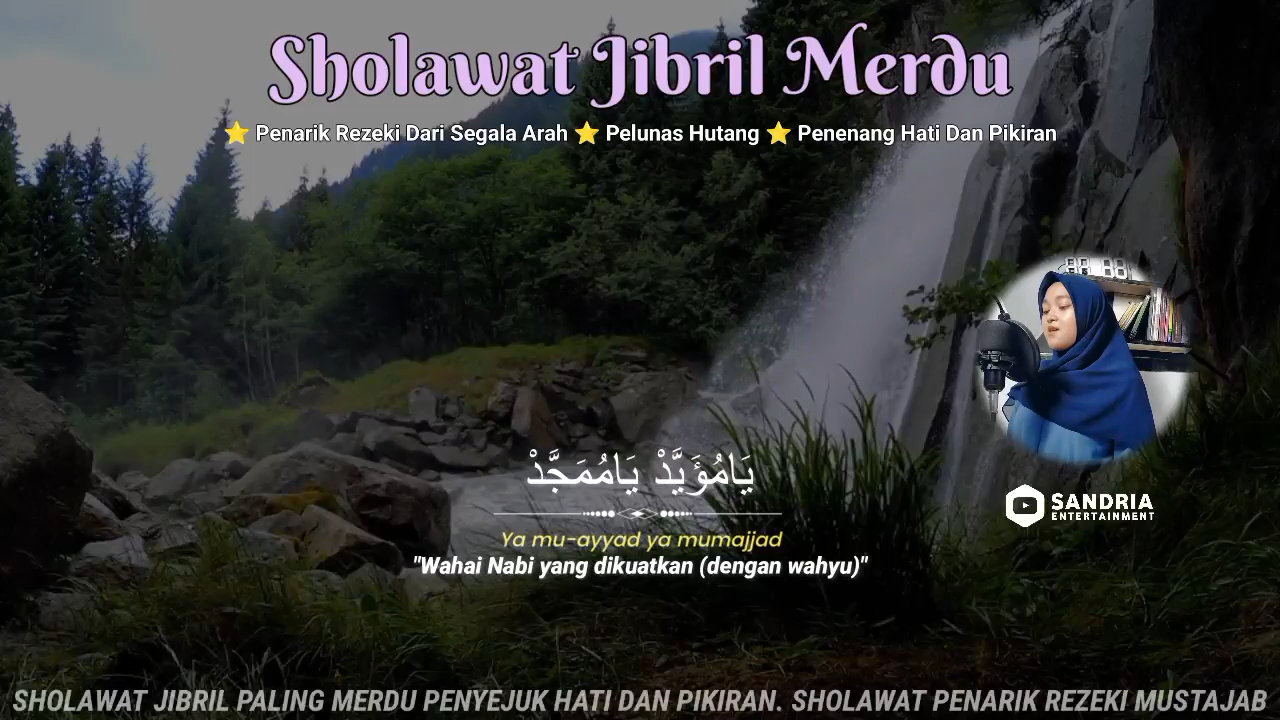 Sholawat Jibril Merdu
⭐ Penarik Rezeki Dari Segala Arah ⭐ Pelunas Hutang ⭐ Penenang Hati Dan Pikiran
يَامُؤَيَّدْ يَامُمَجَّدْ
Ya mu-ayyad ya mumajjad
"Wahai Nabi yang dikuatkan (dengan wahyu)"
SANDRIA
ENTERTAINMENT
SHOLAWAT JIBRIL PALING MERDU PENYEJUK HATI DAN PIKIRAN. SHOLAWAT PENARIK REZEKI MUSTAJAB